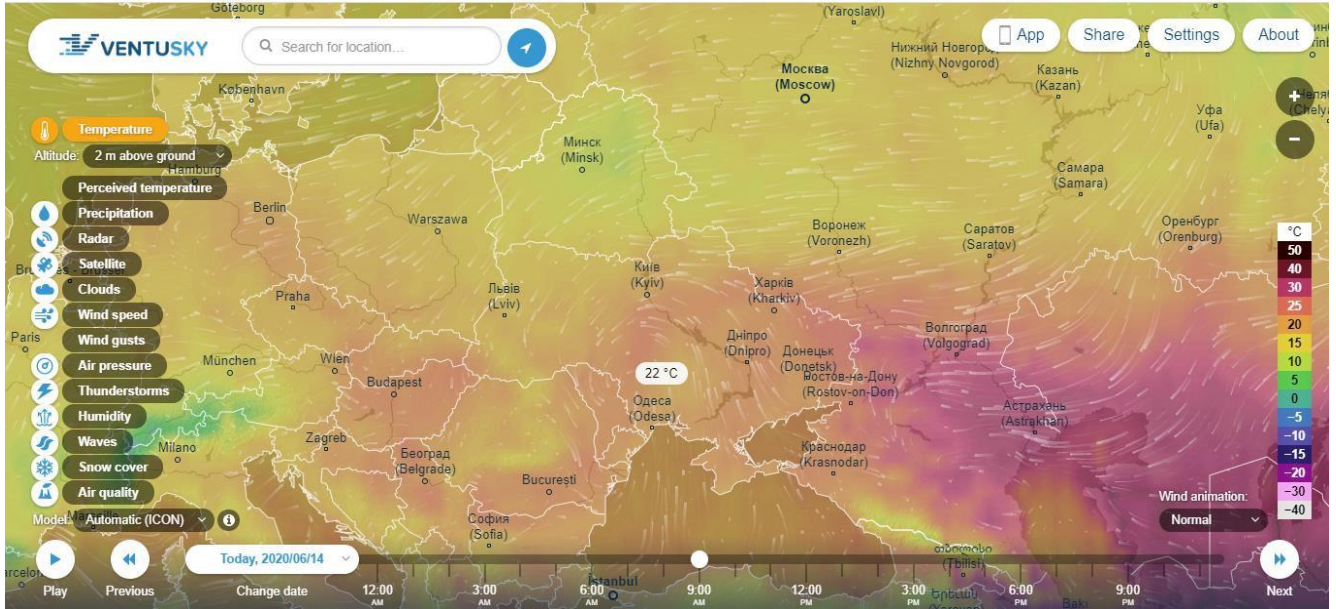 Göteborg
(Yaroslavl)
VENTUSKY
Search for location...
App
Share
Settings
About
Нижний Новгород
(Nizhny Novgorod)
Москва
(Moscow)
Казань
(Kazan)
København
Уфа
(Ufa)
Temperature
Altitude: 2 m above ground
Hamburg
Минск
(Minsk)
Самара
(Samara)
Perceived temperature
Precipitation
Berlin
Warszawa
Воронеж
(Voronezh)
Саратов
(Saratov)
Оренбург
(Orenburg)
Radar
Satellite
Clouds
Wind speed
Wind gusts
Air pressure
Thunderstorms
Humidity
Waves
Snow cover
Air quality
Київ
(Kyiv)
Харків
(Kharkiv)
Львів
(Lviv)
Praha
Paris
Дніпро
(Dnipro)
Донецьк
(Donetsk)
Волгоград
(Volgograd)
München
Wien
22 °C
Budapest
Ростов-на-Дону
(Rostov-on-Don)
Одеса
(Odesa)
Астрахань
(Astrakhan)
Milano
Zagreb
Београд
(Belgrade)
Краснодар
(Krasnodar)
București
София
(Sofia)
°C
50
40
30
25
20
15
10
5
0
−5
−10
−15
−20
−30
−40
Wind animation:
Normal
Model: Automatic (ICON)
Play
Previous
Today, 2020/06/14
Change date
12:00 AM
3:00 AM
6:00 AM
9:00 AM
12:00 PM
3:00 PM
6:00 PM
9:00 PM
Next
İstanbul
თბილისი
(Tbilisi)
Bakı